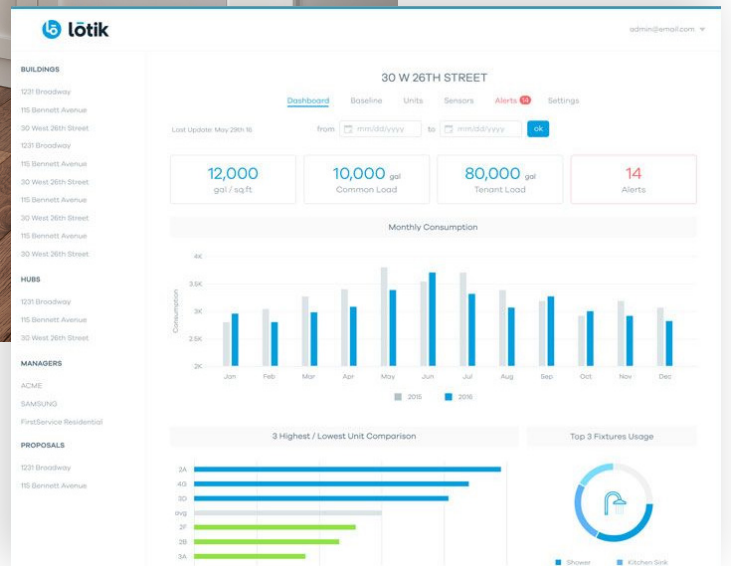 lōtik
admin@email.com
BUILDINGS
1231 Broadway
115 Bennett Avenue
30 West 26th Street
1231 Broadway
115 Bennett Avenue
30 West 26th Street
115 Bennett Avenue
30 West 26th Street
115 Bennett Avenue
30 West 26th Street
HUBS
1231 Broadway
115 Bennett Avenue
30 West 26th Street
MANAGERS
ACME
SAMSUNG
FirstService Residential
PROPOSALS
1231 Broadway
115 Bennett Avenue
30 W 26TH STREET
Dashboard Baseline Units Sensors Alerts 14 Settings
Last Update: May 29th 16 from mm/dd/yyyy to mm/dd/yyyy ok
12,000
gal / sq.ft
10,000 gal
Common Load
80,000 gal
Tenant Load
14
Alerts
Monthly Consumption
Consumption
4K
3.5K
3K
2.5K
2K
Jan Feb Mar Apr May Jun Jul Aug Sep Oct Nov Dec
2015 2016
3 Highest / Lowest Unit Comparison
2A
4G
3D
avg
2F
2B
3A
Top 3 Fixtures Usage
Shower Kitchen Sink